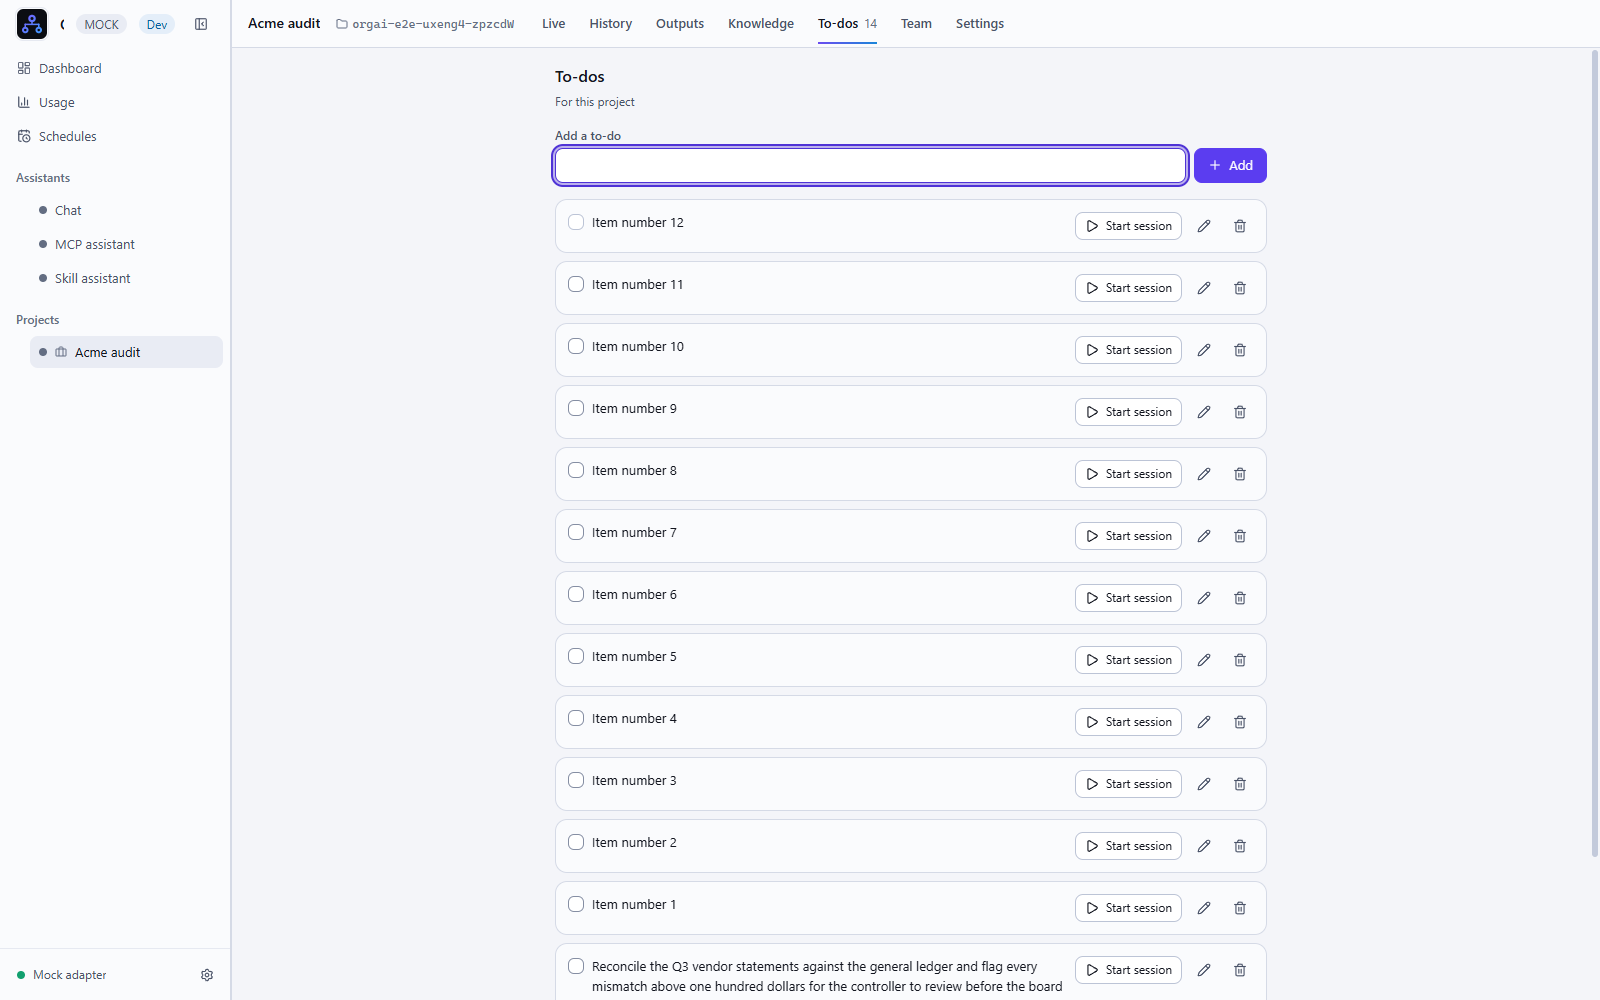 MOCK
Dev
Dashboard
Usage
Schedules
Assistants
Chat
MCP assistant
Skill assistant
Projects
Acme audit
Mock adapter
Acme audit
orgai-e2e-uxeng4-zpzcdW
Live
History
Outputs
Knowledge
To-dos 14
Team
Settings
To-dos
For this project
Add a to-do
Add
Item number 12
Start session
Item number 11
Start session
Item number 10
Start session
Item number 9
Start session
Item number 8
Start session
Item number 7
Start session
Item number 6
Start session
Item number 5
Start session
Item number 4
Start session
Item number 3
Start session
Item number 2
Start session
Item number 1
Start session
Reconcile the Q3 vendor statements against the general ledger and flag every
mismatch above one hundred dollars for the controller to review before the board
Start session